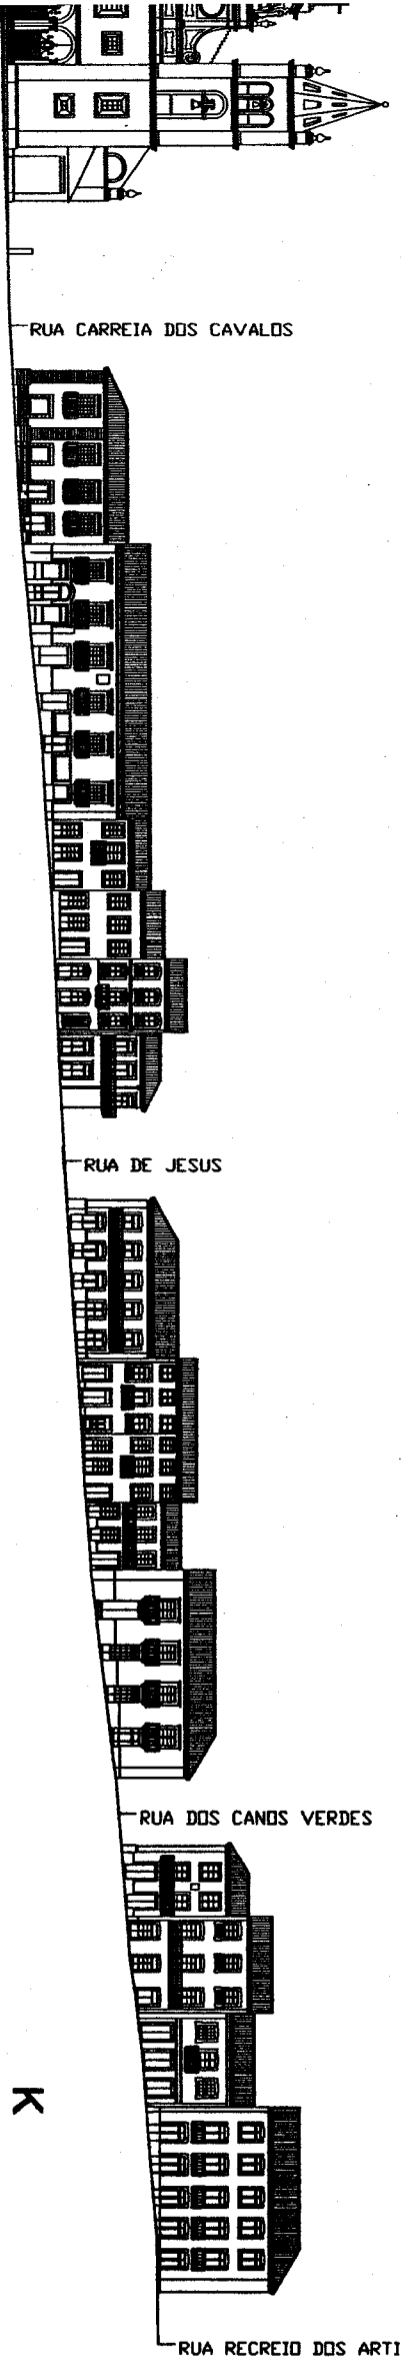 RUA CARREIA DOS CAVALOS
RUA DE JESUS
RUA DOS CANOS VERDES
K
RUA RECREIO DOS ARTI